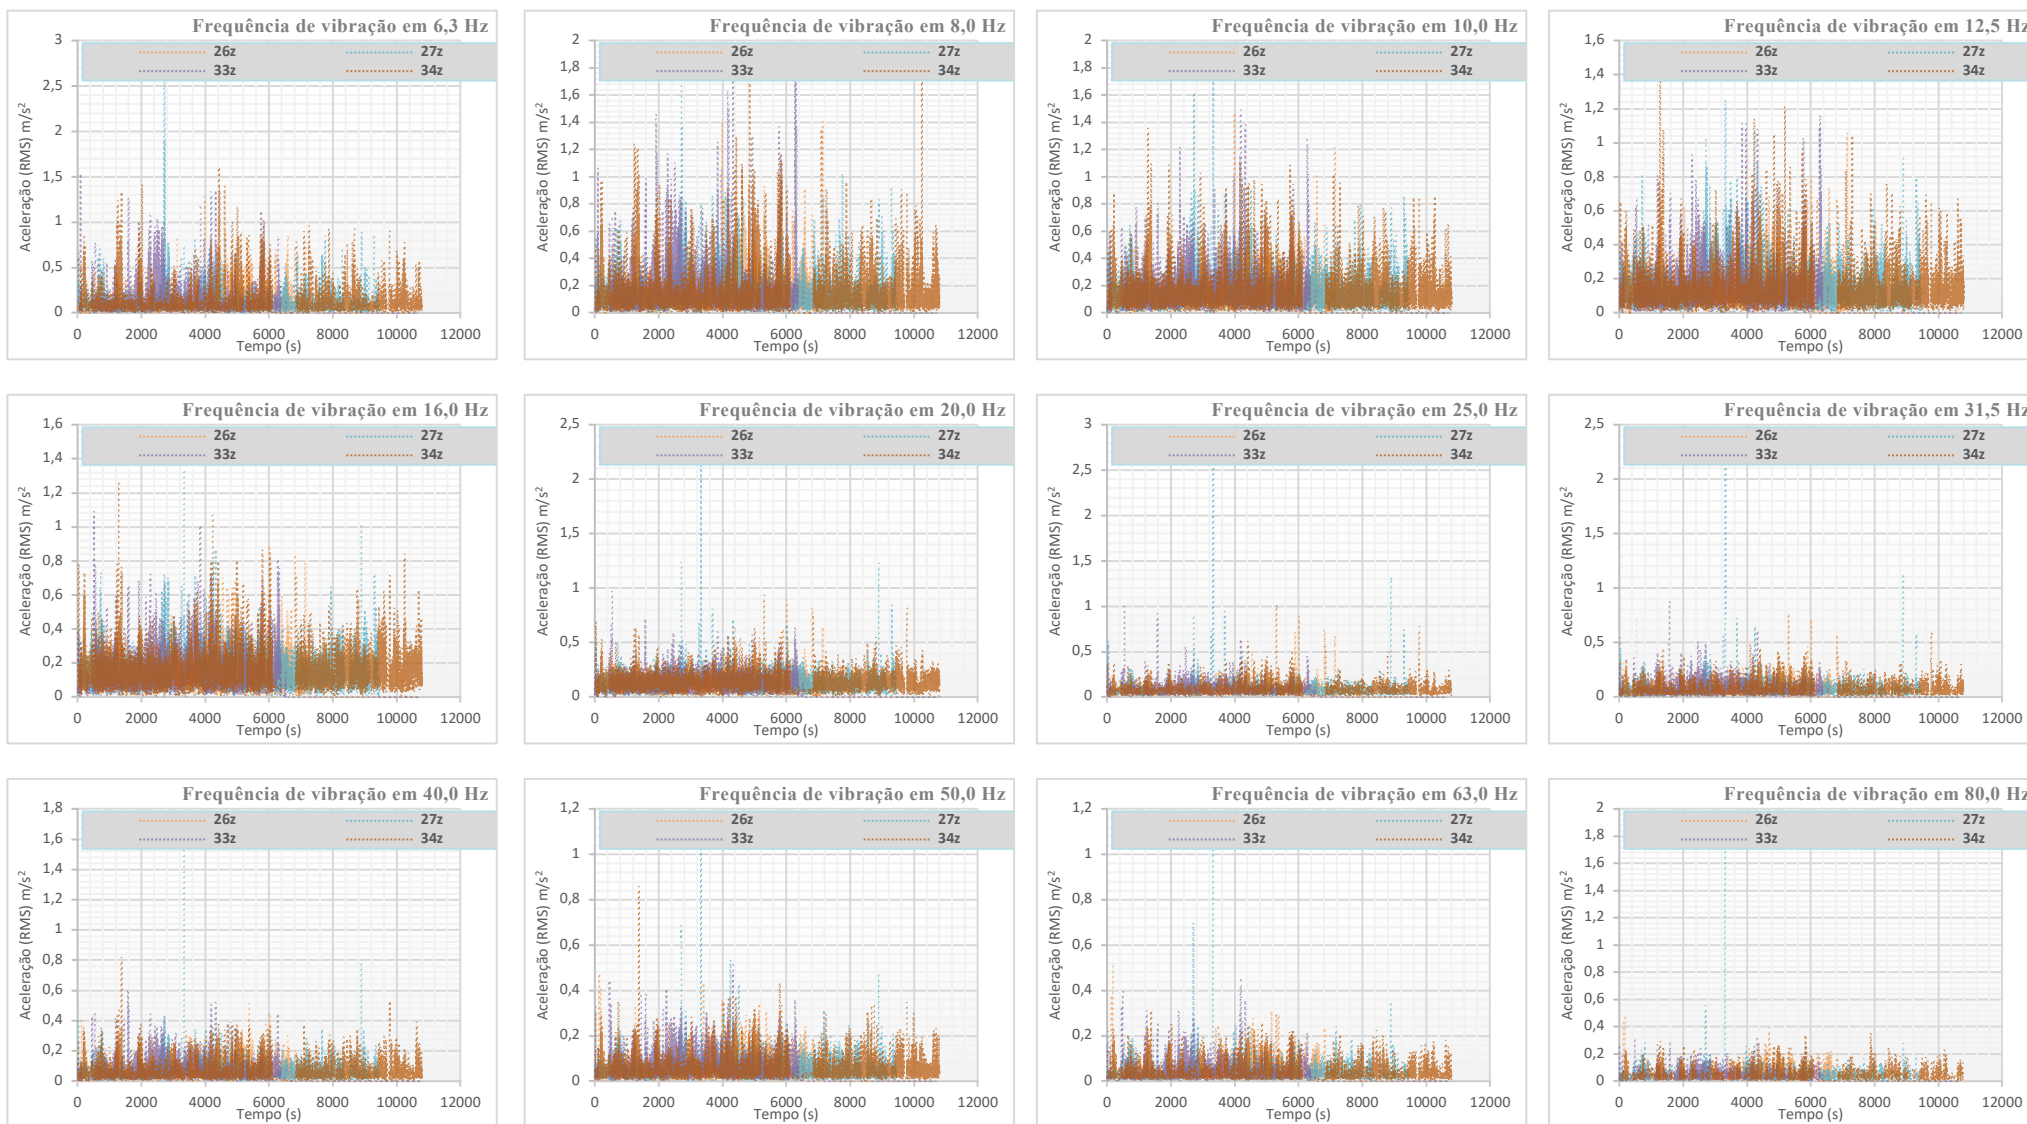 Frequência de vibração em 6,3 Hz
26z 27z
33z 34z
Aceleração (RMS) m/s²
3
2,5
2
1,5
1
0,5
0
0 2000 4000 6000 8000 10000 12000
Tempo (s)
Frequência de vibração em 8,0 Hz
26z 27z
33z 34z
Aceleração (RMS) m/s²
2
1,8
1,6
1,4
1,2
1
0,8
0,6
0,4
0,2
0
0 2000 4000 6000 8000 10000 12000
Tempo (s)
Frequência de vibração em 10,0 Hz
26z 27z
33z 34z
Aceleração (RMS) m/s²
2
1,8
1,6
1,4
1,2
1
0,8
0,6
0,4
0,2
0
0 2000 4000 6000 8000 10000 12000
Tempo (s)
Frequência de vibração em 12,5 Hz
26z 27z
33z 34z
Aceleração (RMS) m/s²
1,6
1,4
1,2
1
0,8
0,6
0,4
0,2
0
0 2000 4000 6000 8000 10000 12000
Tempo (s)
Frequência de vibração em 16,0 Hz
26z 27z
33z 34z
Aceleração (RMS) m/s²
1,6
1,4
1,2
1
0,8
0,6
0,4
0,2
0
0 2000 4000 6000 8000 10000 12000
Tempo (s)
Frequência de vibração em 20,0 Hz
26z 27z
33z 34z
Aceleração (RMS) m/s²
2,5
2
1,5
1
0,5
0
0 2000 4000 6000 8000 10000 12000
Tempo (s)
Frequência de vibração em 25,0 Hz
26z 27z
33z 34z
Aceleração (RMS) m/s²
3
2,5
2
1,5
1
0,5
0
0 2000 4000 6000 8000 10000 12000
Tempo (s)
Frequência de vibração em 31,5 Hz
26z 27z
33z 34z
Aceleração (RMS) m/s²
2,5
2
1,5
1
0,5
0
0 2000 4000 6000 8000 10000 12000
Tempo (s)
Frequência de vibração em 40,0 Hz
26z 27z
33z 34z
Aceleração (RMS) m/s²
1,8
1,6
1,4
1,2
1
0,8
0,6
0,4
0,2
0
0 2000 4000 6000 8000 10000 12000
Tempo (s)
Frequência de vibração em 50,0 Hz
26z 27z
33z 34z
Aceleração (RMS) m/s²
1,2
1
0,8
0,6
0,4
0,2
0
0 2000 4000 6000 8000 10000 12000
Tempo (s)
Frequência de vibração em 63,0 Hz
26z 27z
33z 34z
Aceleração (RMS) m/s²
1,2
1
0,8
0,6
0,4
0,2
0
0 2000 4000 6000 8000 10000 12000
Tempo (s)
Frequência de vibração em 80,0 Hz
26z 27z
33z 34z
Aceleração (RMS) m/s²
2
1,8
1,6
1,4
1,2
1
0,8
0,6
0,4
0,2
0
0 2000 4000 6000 8000 10000 12000
Tempo (s)